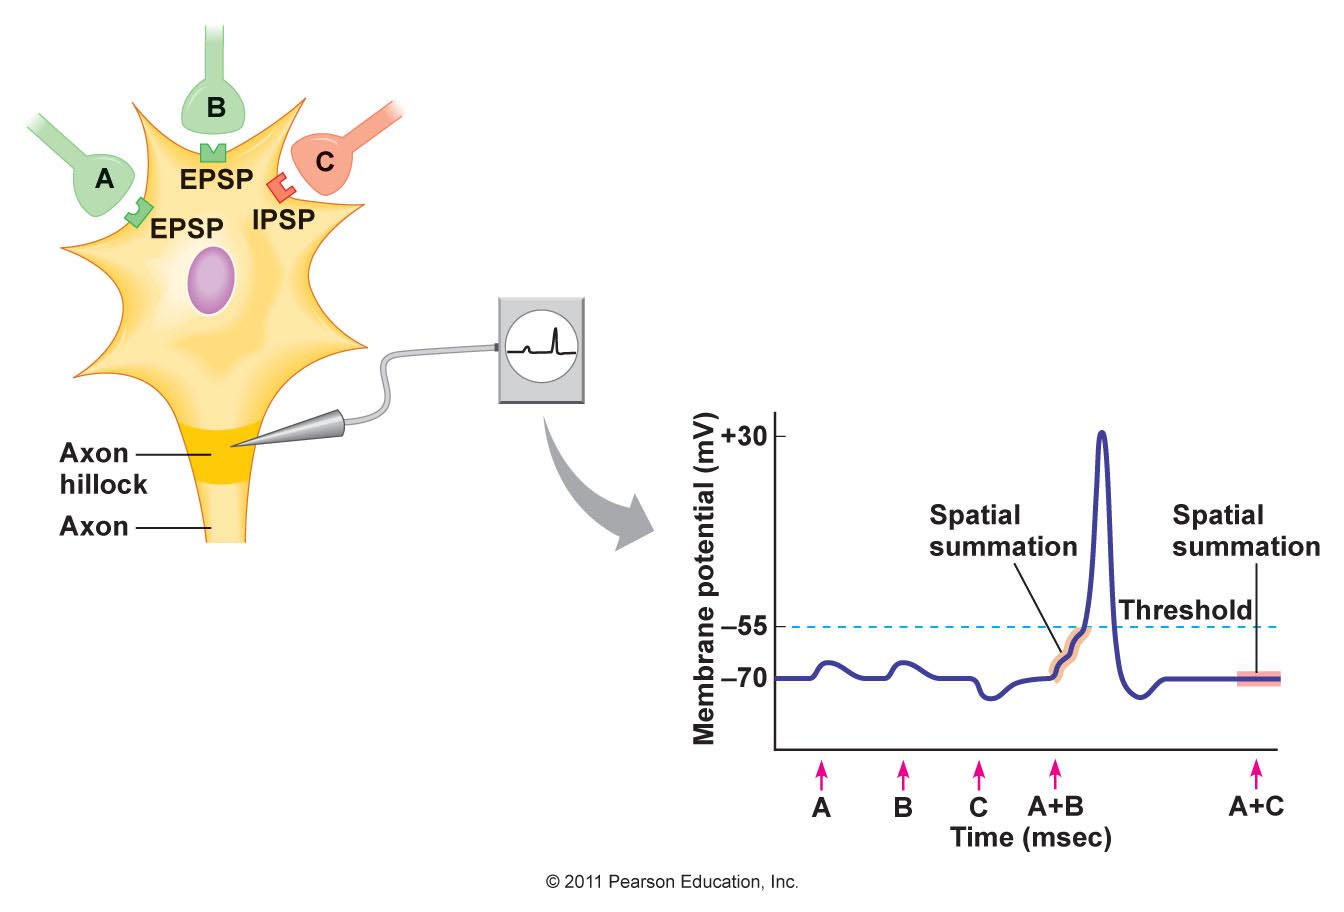 B
A
C
EPSP
EPSP
IPSP
Axon
hillock
Axon
Membrane potential (mV)
+30
–55
–70
Spatial
summation
Spatial
summation
Threshold
A
B
C
A+B
A+C
Time (msec)
© 2011 Pearson Education, Inc.